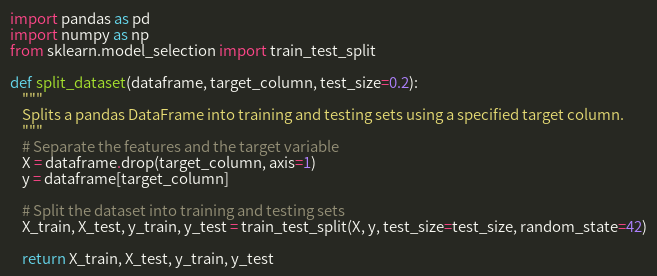 import pandas as pd
import numpy as np
from sklearn.model_selection import train_test_split

def split_dataset(dataframe, target_column, test_size=0.2):
    """
    Splits a pandas DataFrame into training and testing sets using a specified target column.
    """
    # Separate the features and the target variable
    X = dataframe.drop(target_column, axis=1)
    y = dataframe[target_column]

    # Split the dataset into training and testing sets
    X_train, X_test, y_train, y_test = train_test_split(X, y, test_size=test_size, random_state=42)

    return X_train, X_test, y_train, y_test